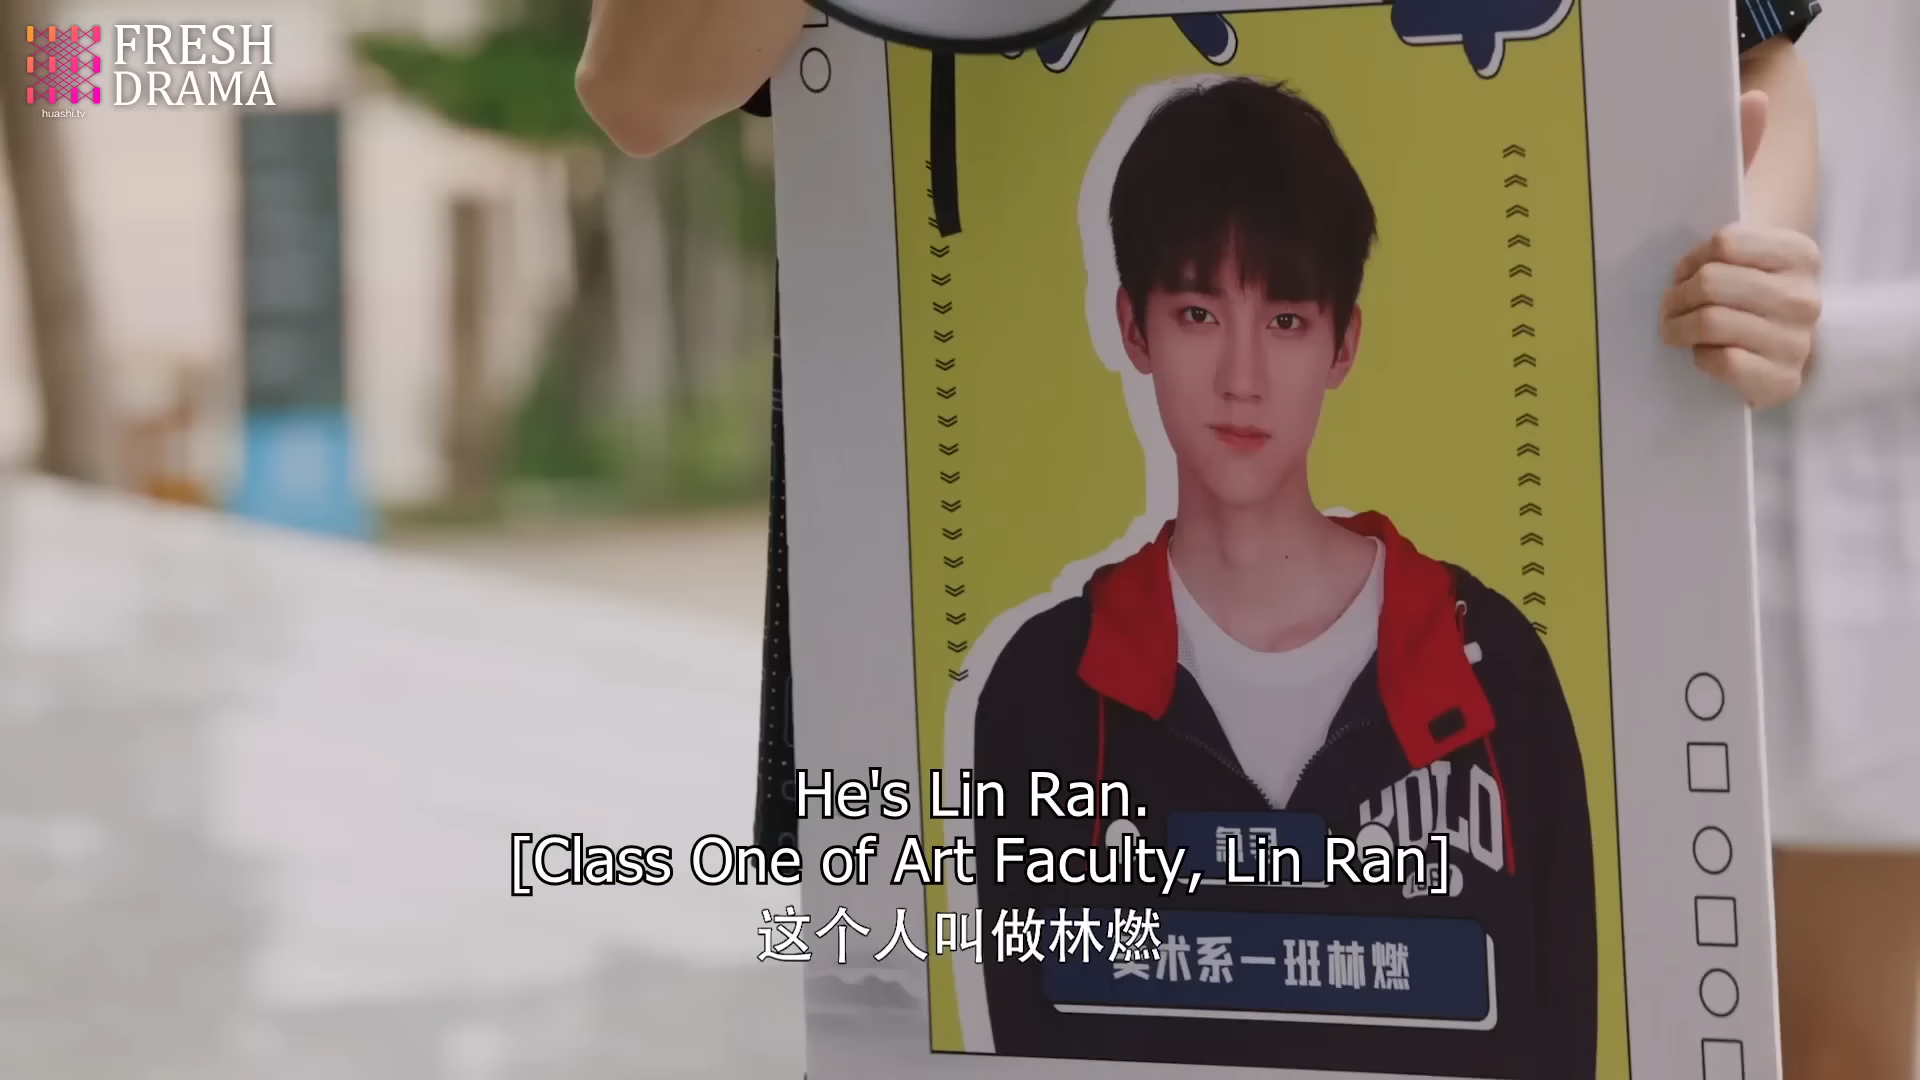 FRESH
DRAMA
huashi.tv
POLO
He's Lin Ran.
[Class One of Art Faculty, Lin Ran]
这个人叫做林燃
美术系一班林燃